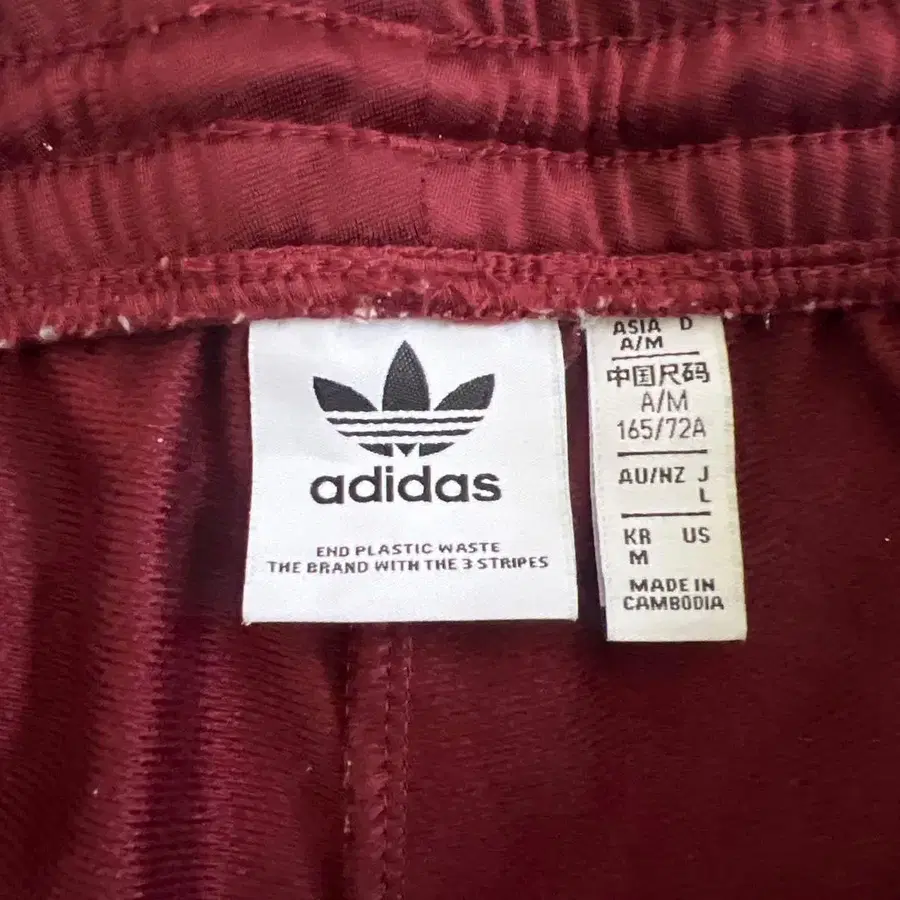 adidas
END PLASTIC WASTE
THE BRAND WITH THE 3 STRIPES
ASIA D
A/M
中国尺码
A/M
165/72A
AU/NZ J
L
KR US
M
MADE IN
CAMBODIA